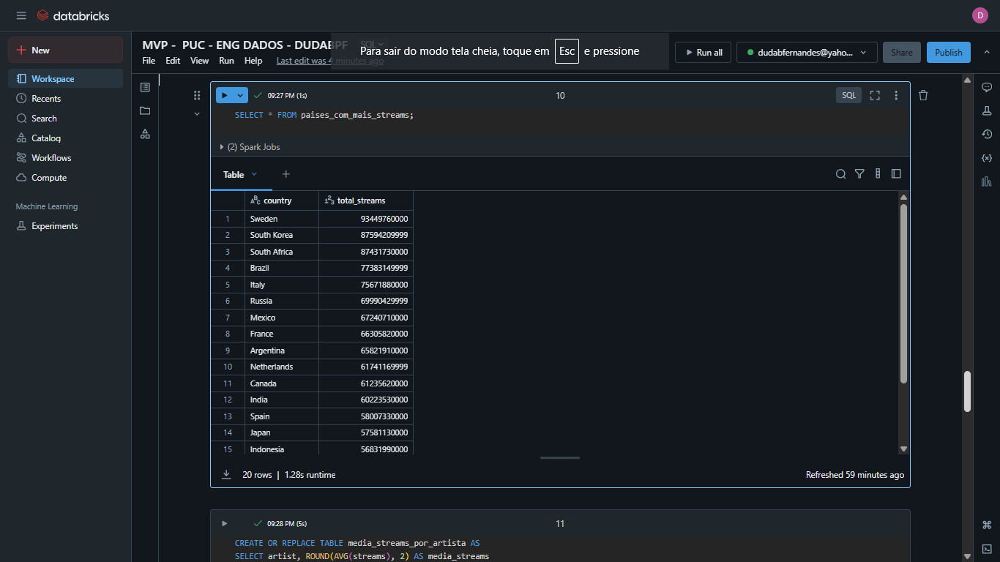 databricks
D
New
Workspace
Recents
Search
Catalog
Workflows
Compute
Machine Learning
Experiments
MVP - PUC - ENG DADOS - DUDABPF SQL
Para sair do modo tela cheia, toque em Esc e pressione
File Edit View Run Help Last edit was 4 minutes ago
Run all
dudabfernandes@yaho...
Share
Publish
09:27 PM (1s)
10
SQL
SELECT * FROM paises_com_mais_streams;
(2) Spark Jobs
Table
country total_streams
1 Sweden 93449760000
2 South Korea 87594209999
3 South Africa 87431730000
4 Brazil 77383149999
5 Italy 75671880000
6 Russia 69990429999
7 Mexico 67240710000
8 France 66305820000
9 Argentina 65821910000
10 Netherlands 61741169999
11 Canada 61235620000
12 India 60223530000
13 Spain 58007330000
14 Japan 57581130000
15 Indonesia 56831990000
20 rows | 1.28s runtime
Refreshed 59 minutes ago
09:28 PM (5s)
11
CREATE OR REPLACE TABLE media_streams_por_artista AS
SELECT artist, ROUND(AVG(streams), 2) AS media_streams